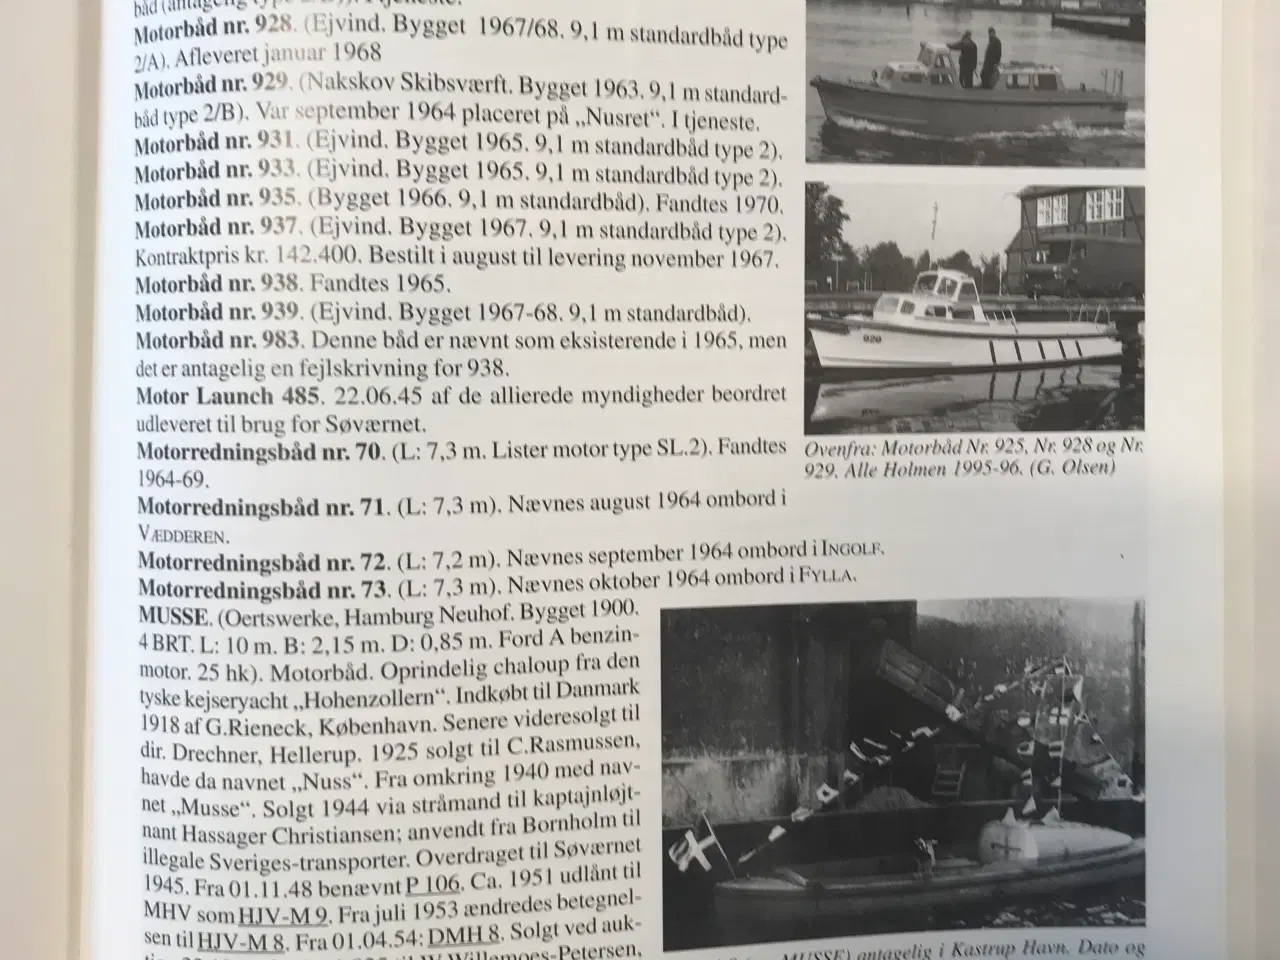 båd (antagelig type 2/B)). I tjeneste.
Motorbåd nr. 928. (Ejvind. Bygget 1967/68. 9,1 m standardbåd type
2/A). Afleveret januar 1968
Motorbåd nr. 929. (Nakskov Skibsværft. Bygget 1963. 9,1 m standard-
båd type 2/B). Var september 1964 placeret på „Nusret“. I tjeneste.
Motorbåd nr. 931. (Ejvind. Bygget 1965. 9,1 m standardbåd type 2).
Motorbåd nr. 933. (Ejvind. Bygget 1965. 9,1 m standardbåd type 2).
Motorbåd nr. 935. (Bygget 1966. 9,1 m standardbåd). Fandtes 1970.
Motorbåd nr. 937. (Ejvind. Bygget 1967. 9,1 m standardbåd type 2).
Kontraktpris kr. 142.400. Bestilt i august til levering november 1967.
Motorbåd nr. 938. Fandtes 1965.
Motorbåd nr. 939. (Ejvind. Bygget 1967-68. 9,1 m standardbåd).
Motorbåd nr. 983. Denne båd er nævnt som eksisterende i 1965, men
det er antagelig en fejlskrivning for 938.
Motor Launch 485. 22.06.45 af de allierede myndigheder beordret
udleveret til brug for Søværnet.
Motorredningsbåd nr. 70. (L: 7,3 m. Lister motor type SL.2). Fandtes
1964-69.
Motorredningsbåd nr. 71. (L: 7,3 m). Nævnes august 1964 ombord i
VÆDDEREN.
Motorredningsbåd nr. 72. (L: 7,2 m). Nævnes september 1964 ombord i INGOLF.
Motorredningsbåd nr. 73. (L: 7,3 m). Nævnes oktober 1964 ombord i FYLLA.
MUSSE. (Oertswerke, Hamburg Neuhof. Bygget 1900.
4 BRT. L: 10 m. B: 2,15 m. D: 0,85 m. Ford A benzin-
motor. 25 hk). Motorbåd. Oprindelig chaloup fra den
tyske kejseryacht „Hohenzollern“. Indkøbt til Danmark
1918 af G.Rieneck, København. Senere videresolgt til
dir. Drechner, Hellerup. 1925 solgt til C.Rasmussen,
havde da navnet „Nuss“. Fra omkring 1940 med nav-
net „Musse“. Solgt 1944 via stråmand til kaptajnløjt-
nant Hassager Christiansen; anvendt fra Bornholm til
illegale Sveriges-transporter. Overdraget til Søværnet
1945. Fra 01.11.48 benævnt P 106. Ca. 1951 udlånt til
MHV som HJV-M 9. Fra juli 1953 ændredes betegnel-
sen til HJV-M 8. Fra 01.04.54: DMH 8. Solgt ved auk-
til W.Willemoes-Petersen,
929
Ovenfra: Motorbåd Nr. 925, Nr. 928 og Nr.
929. Alle Holmen 1995-96. (G. Olsen)
MUSSE) antagelig i Kastrup Havn. Dato og